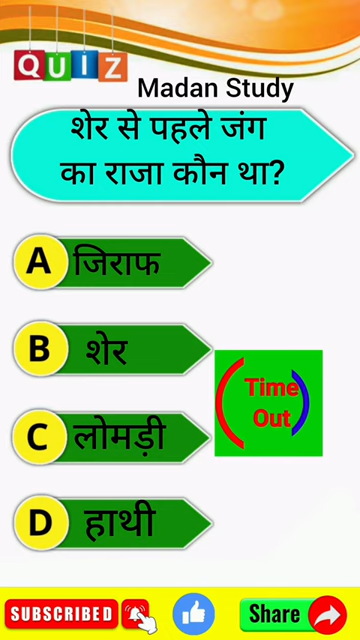 QUIZ
Madan Study
शेर से पहले जंग
का राजा कौन था?
A जिराफ
B शेर
Time
Out
C लोमड़ी
D हाथी
SUBSCRIBED
Share